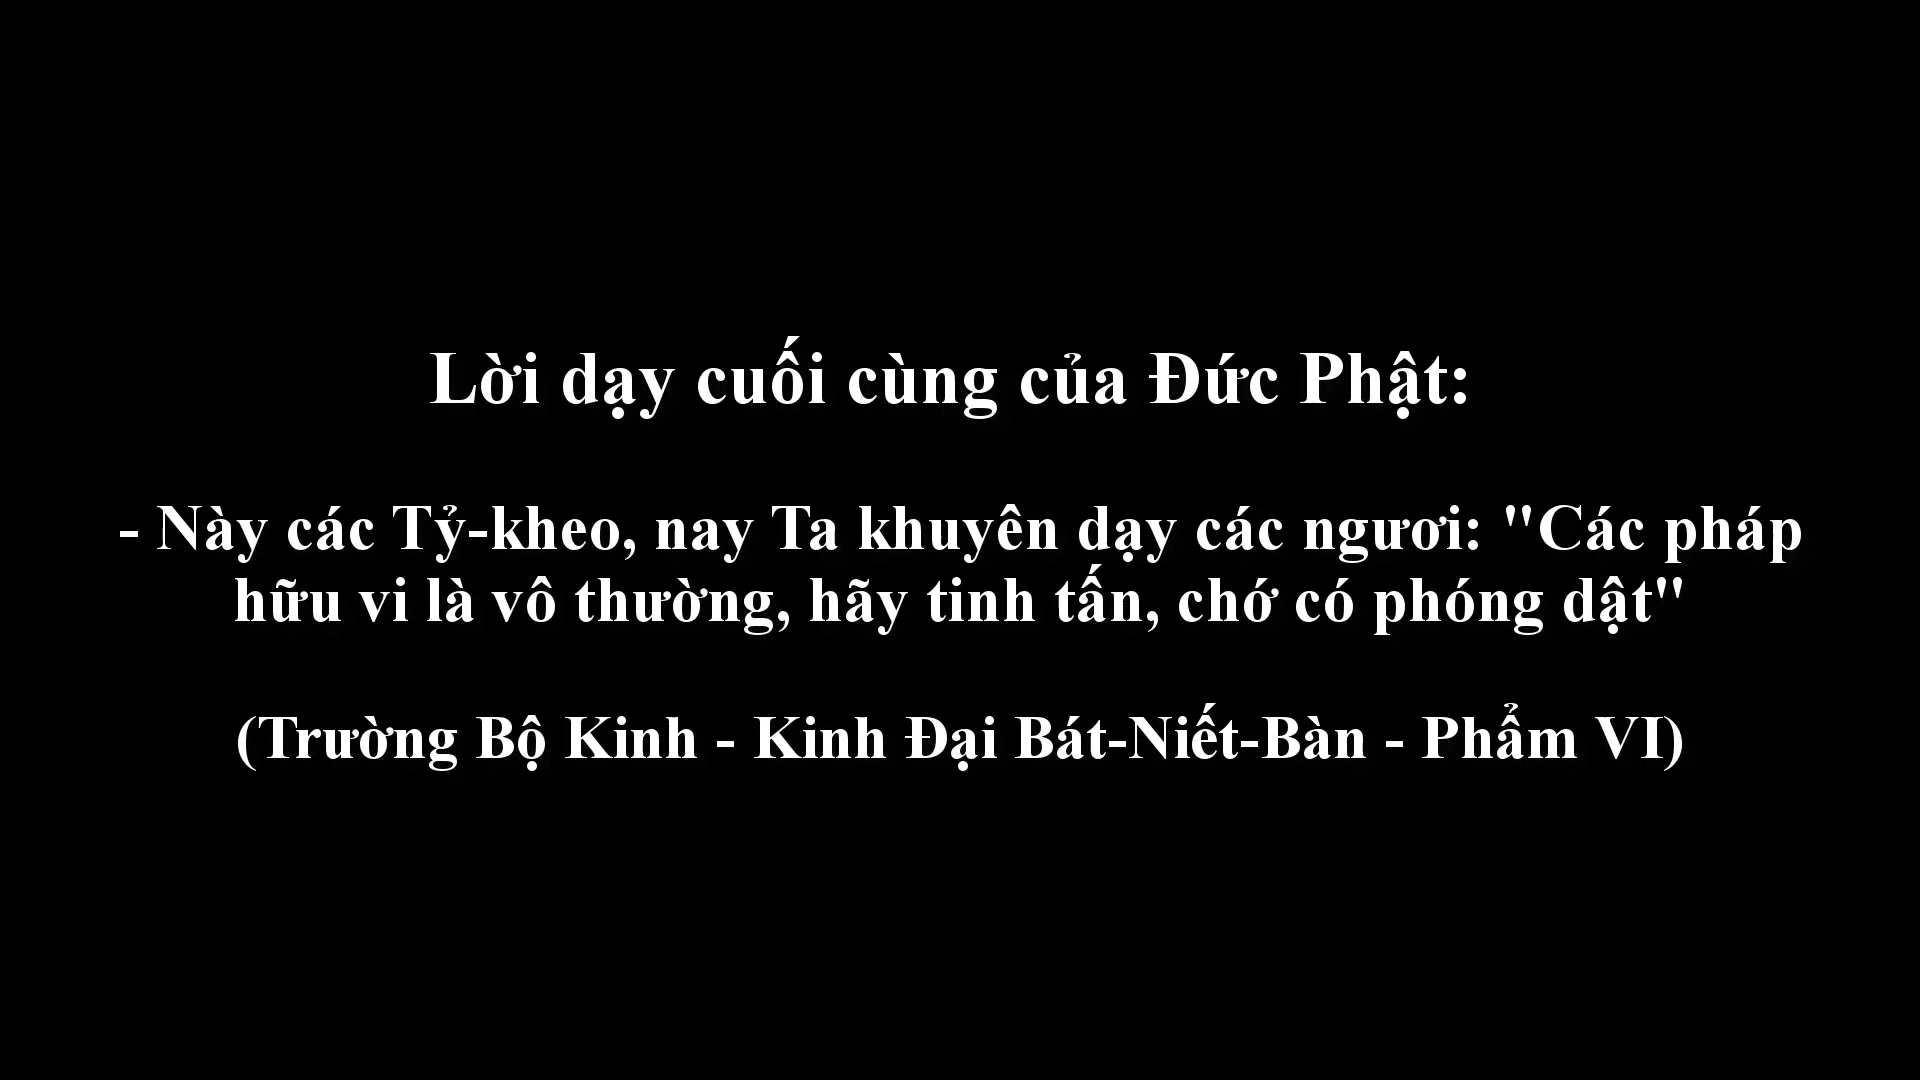 Lời dạy cuối cùng của Đức Phật:
- Này các Tỷ-kheo, nay Ta khuyên dạy các ngươi: "Các pháp
hữu vi là vô thường, hãy tinh tấn, chớ có phóng dật"
(Trường Bộ Kinh - Kinh Đại Bát-Niết-Bàn - Phẩm VI)